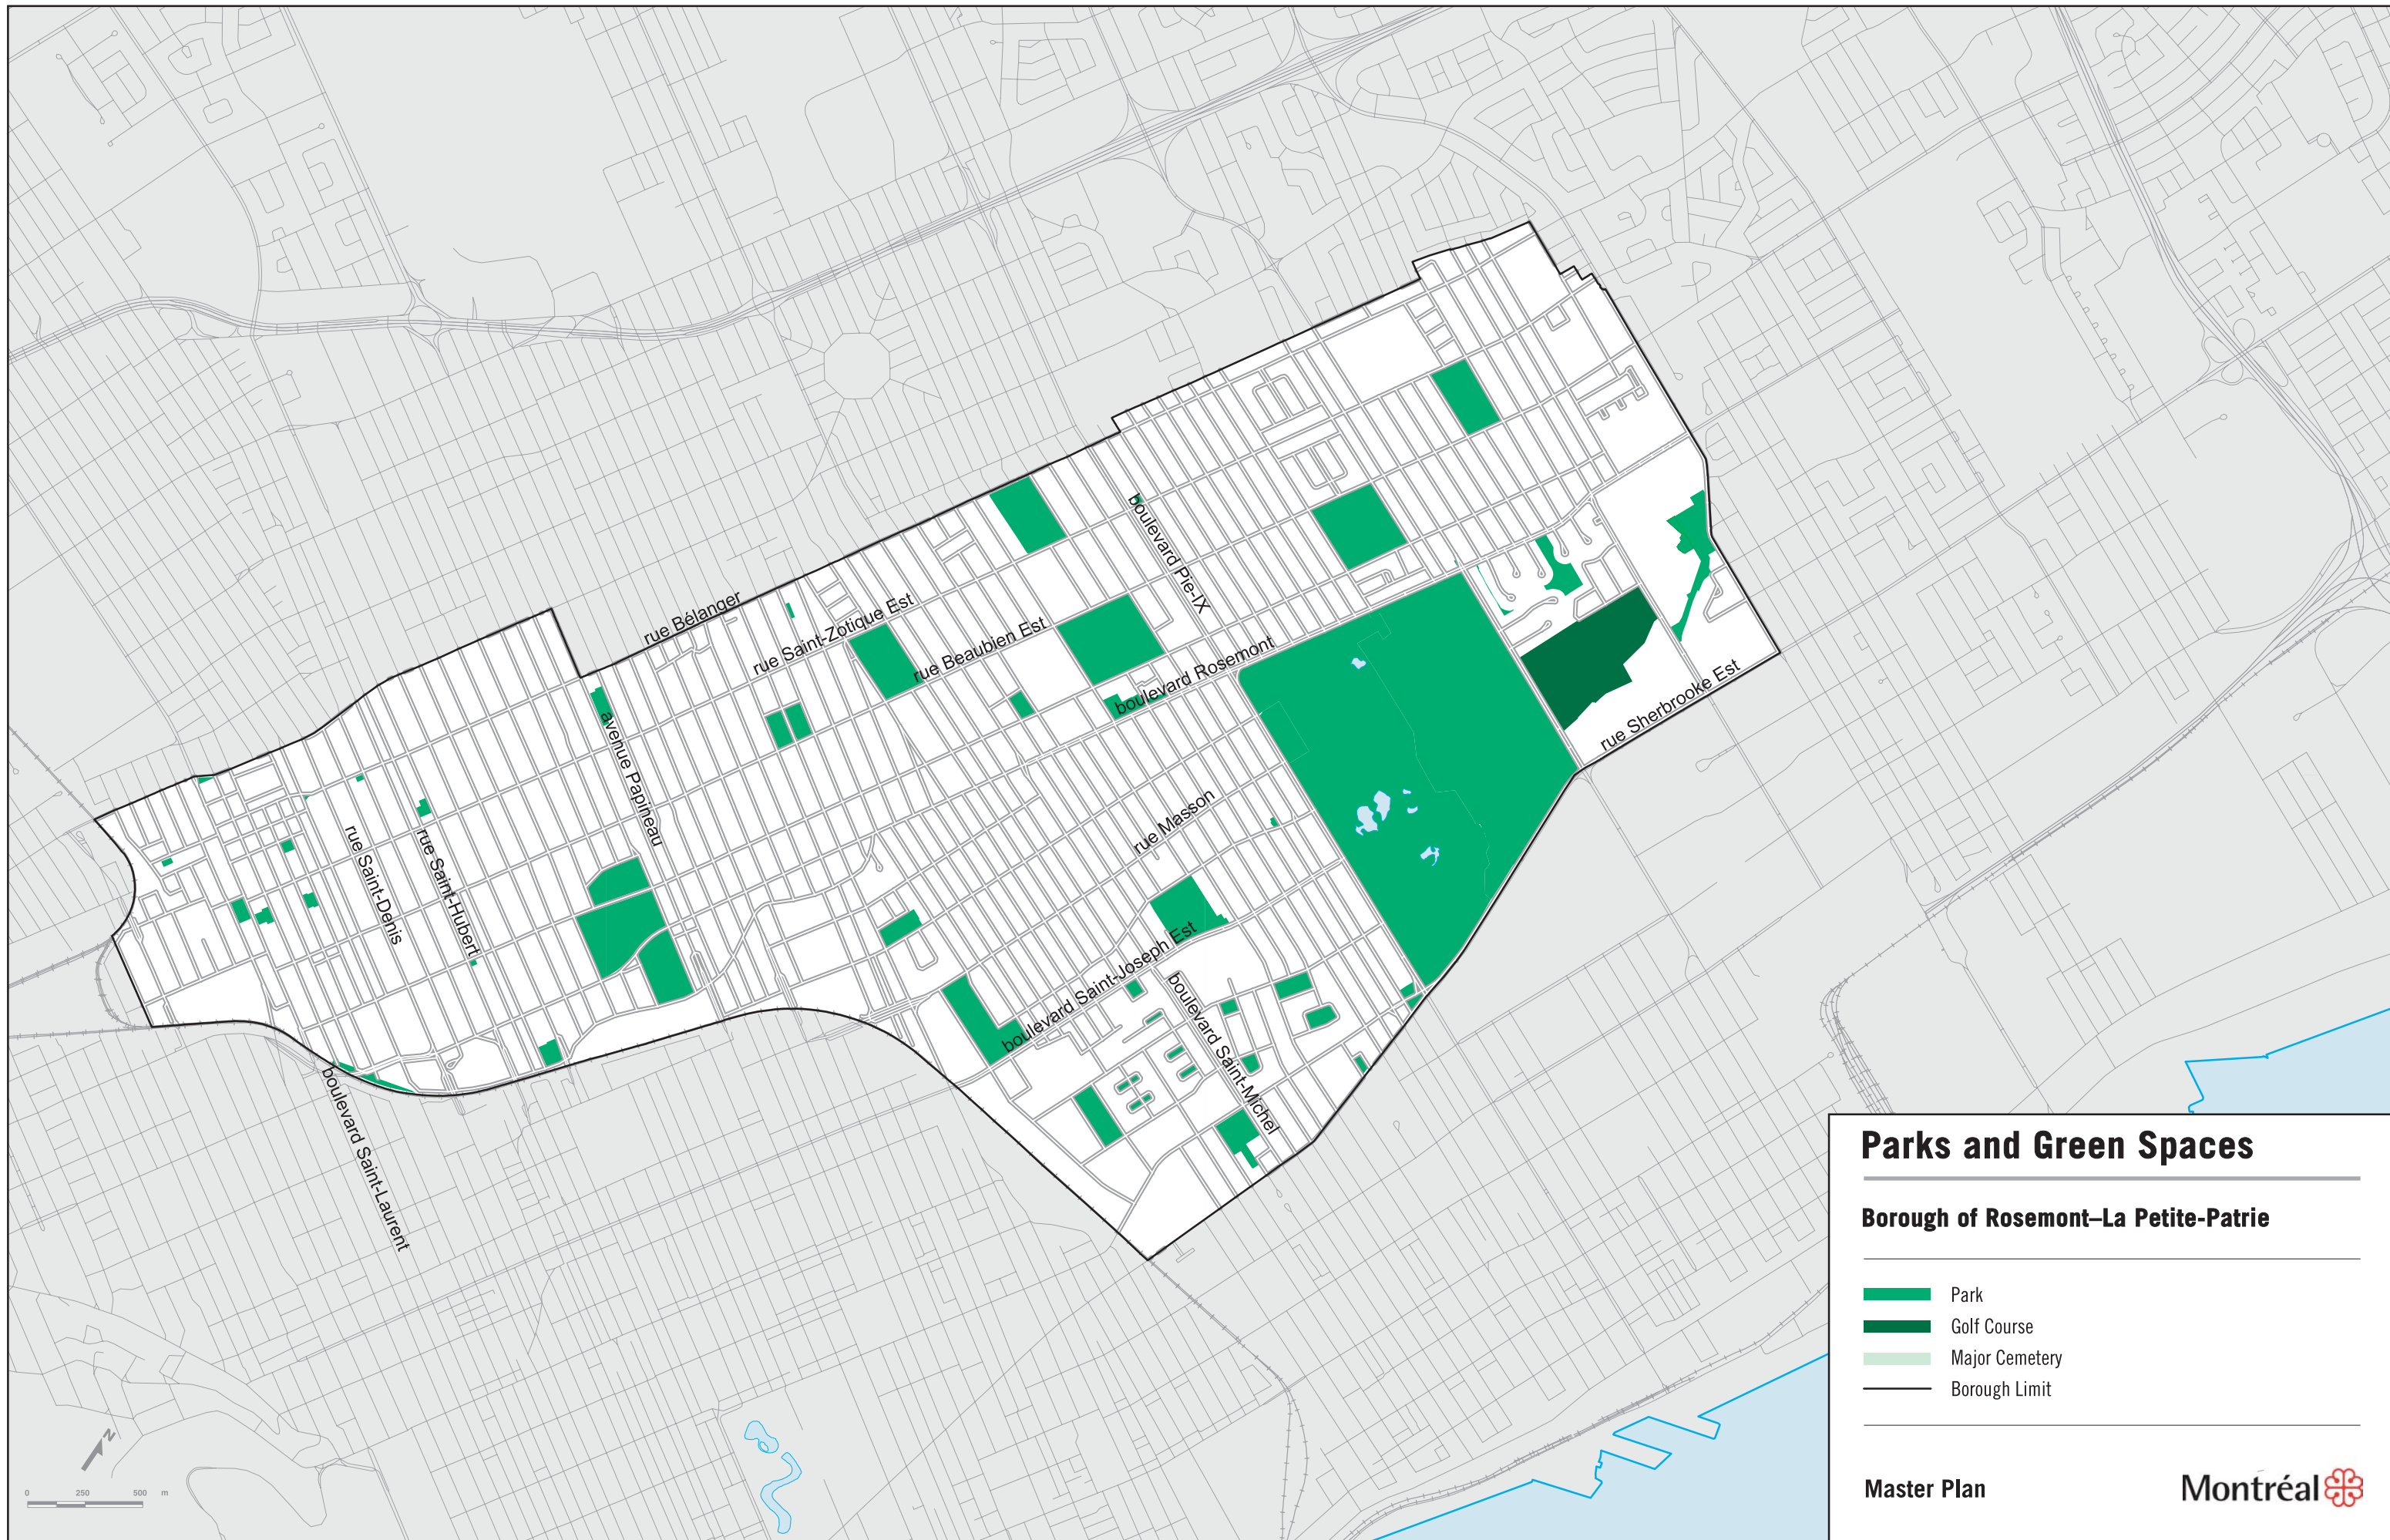 boulevard Pie-IX
rue Bélanger
rue Saint-Zotique Est
rue Beaubien Est
boulevard Rosemont
rue Sherbrooke Est
avenue Papineau
rue Masson
rue Saint-Denis
rue Saint-Hubert
boulevard Saint-Joseph Est
boulevard Saint-Michel
boulevard Saint-Laurent
Parks and Green Spaces
Borough of Rosemont–La Petite-Patrie
Park
Golf Course
Major Cemetery
Borough Limit
N
0 250 500 m
Master Plan
Montréal